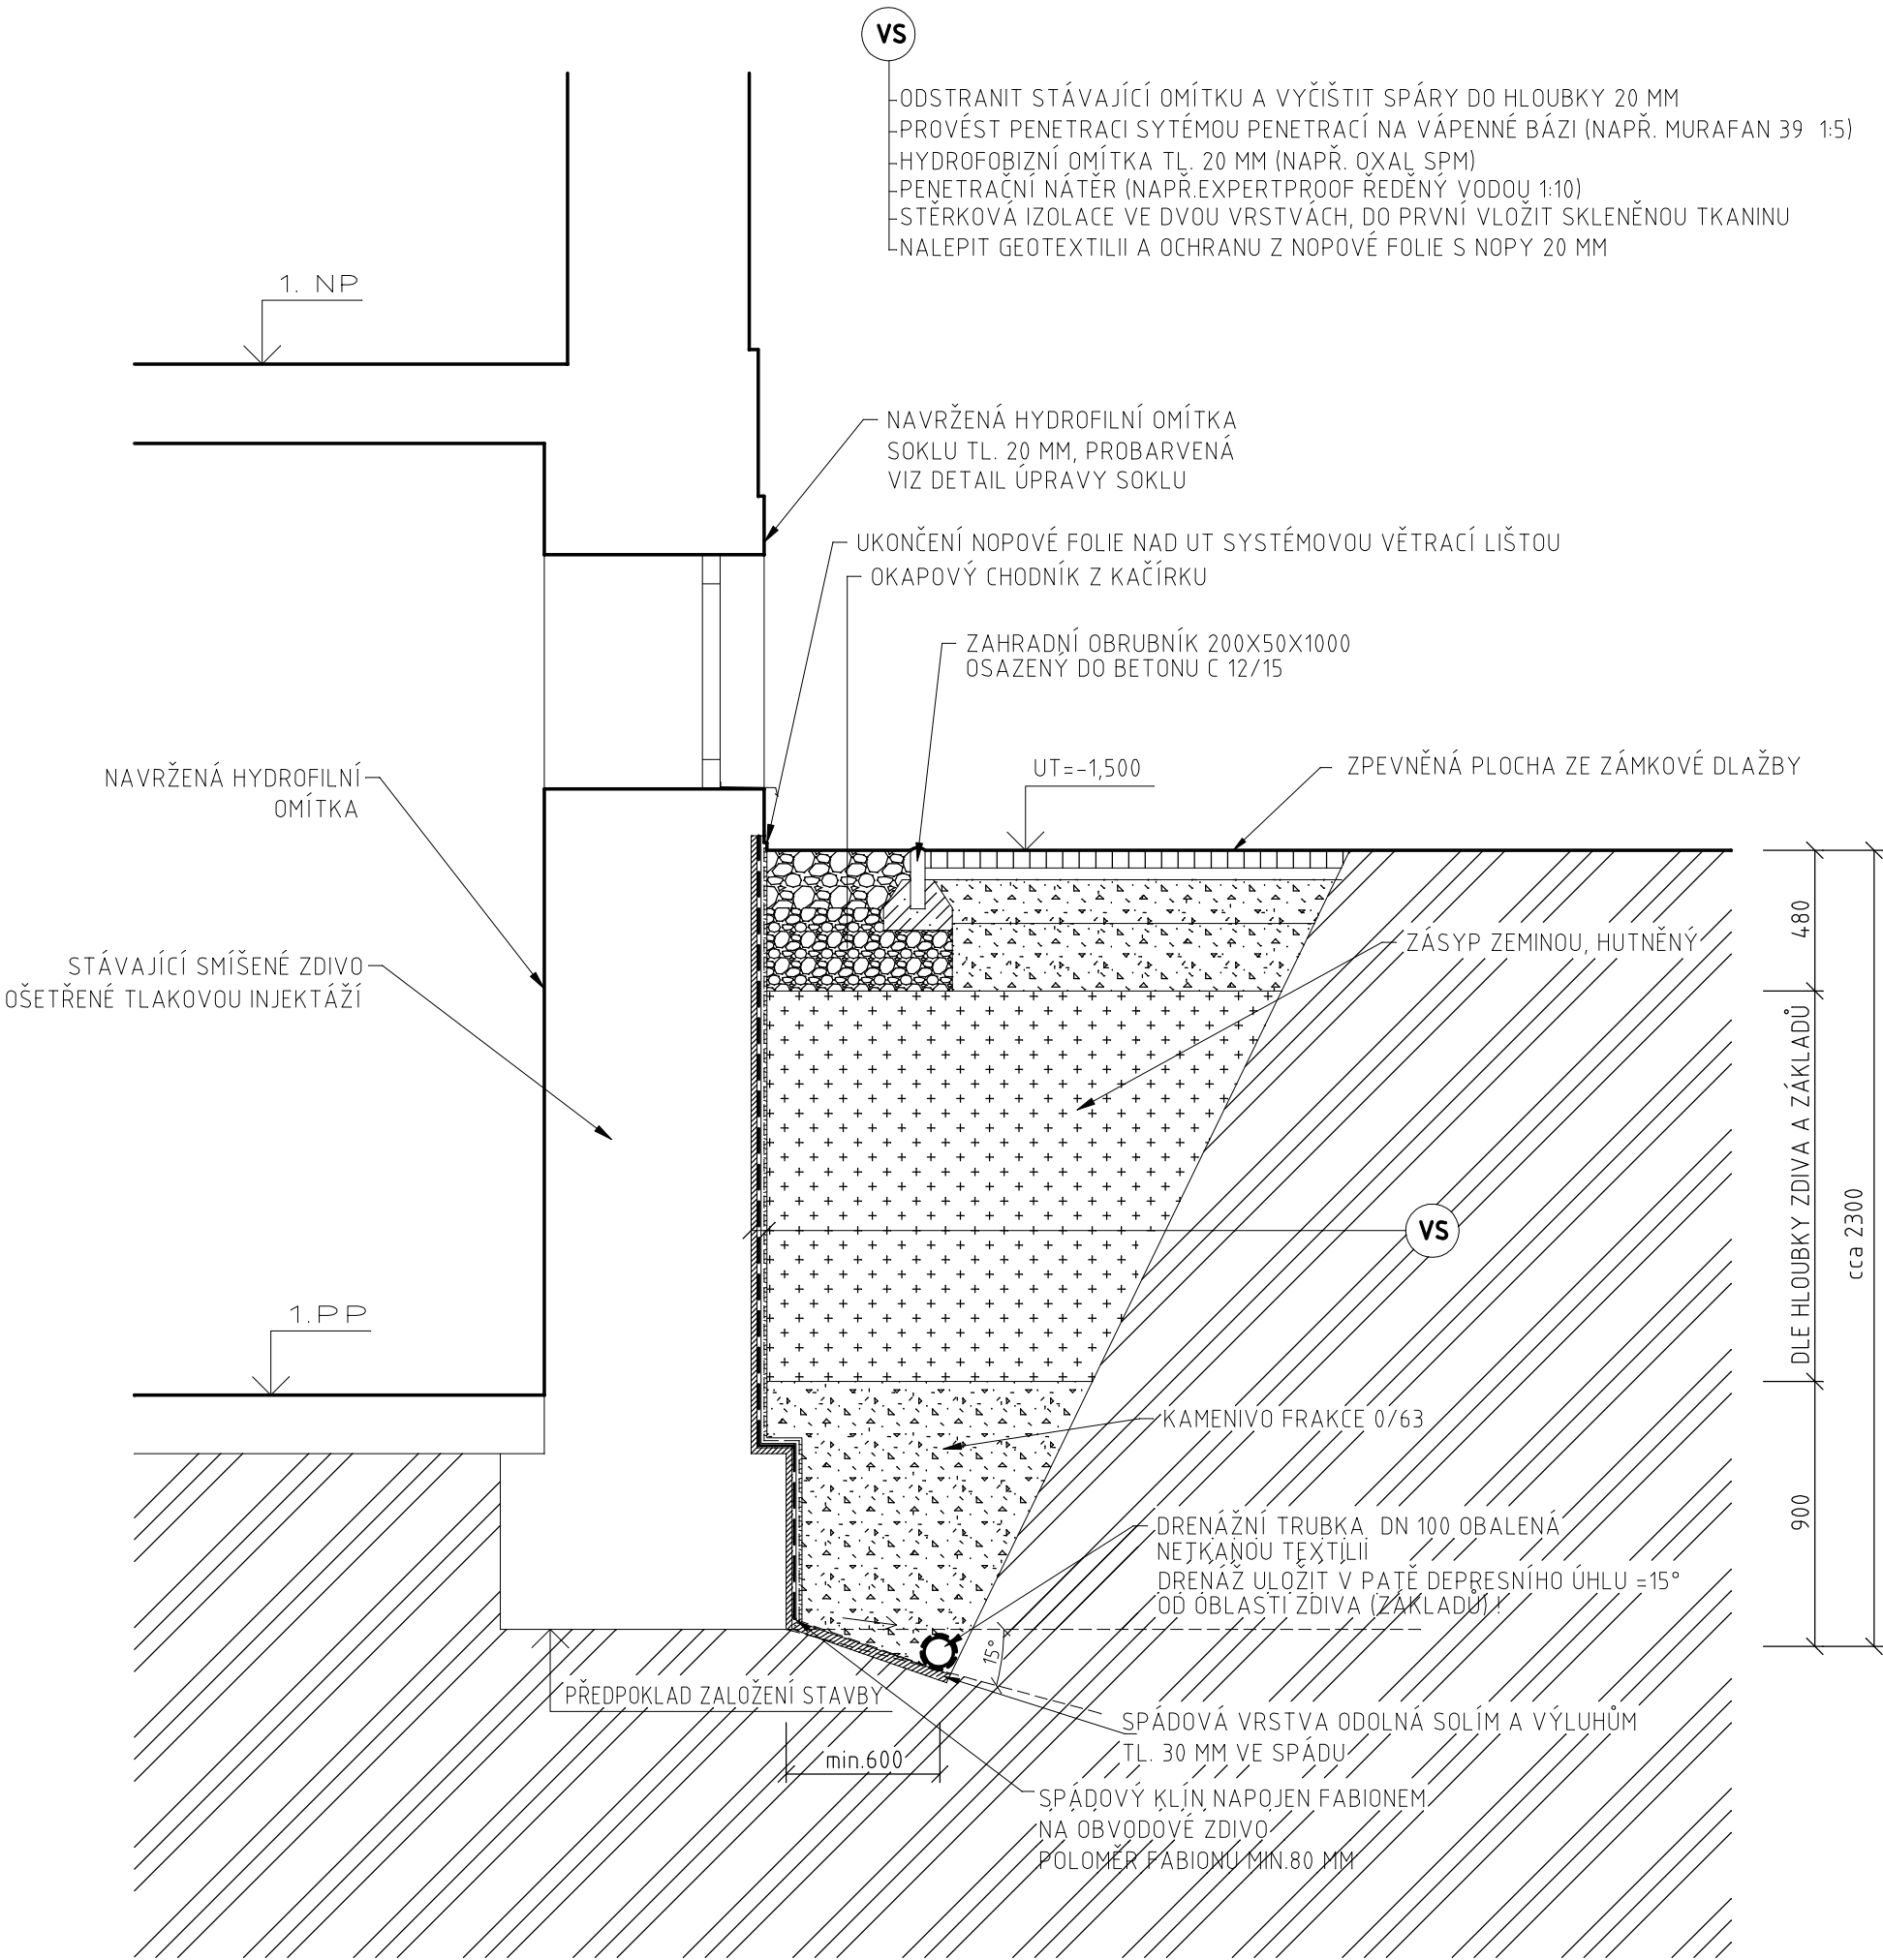 VS
ODSTRANIT STÁVAJÍCÍ OMÍTKU A VYČIŠTIT SPÁRY DO HLOUBKY 20 MM
PROVÉST PENETRACI SYTÉMOU PENETRACÍ NA VÁPENNÉ BÁZI (NAPŘ. MURAFAN 39 1:5)
HYDROFOBIZNÍ OMÍTKA TL. 20 MM (NAPŘ. OXAL SPM)
PENETRAČNÍ NÁTĚR (NAPŘ.EXPERTPROOF ŘEDĚNÝ VODOU 1:10)
STĚRKOVÁ IZOLACE VE DVOU VRSTVÁCH, DO PRVNÍ VLOŽIT SKLENĚNOU TKANINU
NALEPIT GEOTEXTILII A OCHRANU Z NOPOVÉ FOLIE S NOPY 20 MM
1. NP
NAVRŽENÁ HYDROFILNÍ OMÍTKA
SOKLU TL. 20 MM, PROBARVENÁ
VIZ DETAIL ÚPRAVY SOKLU
UKONČENÍ NOPOVÉ FOLIE NAD UT SYSTÉMOVOU VĚTRACÍ LIŠTOU
OKAPOVÝ CHODNÍK Z KAČÍRKU
ZAHRADNÍ OBRUBNÍK 200X50X1000
OSAZENÝ DO BETONU C 12/15
UT=-1,500
ZPEVNĚNÁ PLOCHA ZE ZÁMKOVÉ DLAŽBY
NAVRŽENÁ HYDROFILNÍ
OMÍTKA
480
ZÁSYP ZEMINOU, HUTNĚNÝ
STÁVAJÍCÍ SMÍŠENÉ ZDIVO
OŠETŘENÉ TLAKOVOU INJEKTÁŽÍ
DLE HLOUBKY ZDIVA A ZÁKLADŮ
cca 2300
VS
1.PP
KAMENIVO FRAKCE 0/63
900
DRENÁŽNÍ TRUBKA DN 100 OBALENÁ
NETKANOU TEXTÍLIÍ
DRENÁŽ ULOŽIT V PATĚ DEPRESNÍHO ÚHLU =15°
OD OBLASTI ZDIVA (ZÁKLADŮ) !
15°
PŘEDPOKLAD ZALOŽENÍ STAVBY
SPÁDOVÁ VRSTVA ODOLNÁ SOLÍM A VÝLUHŮM
TL. 30 MM VE SPÁDU
min.600
SPÁDOVÝ KLÍN NAPOJEN FABIONEM
NA OBVODOVÉ ZDIVO
POLOMĚR FABIONU MIN.80 MM